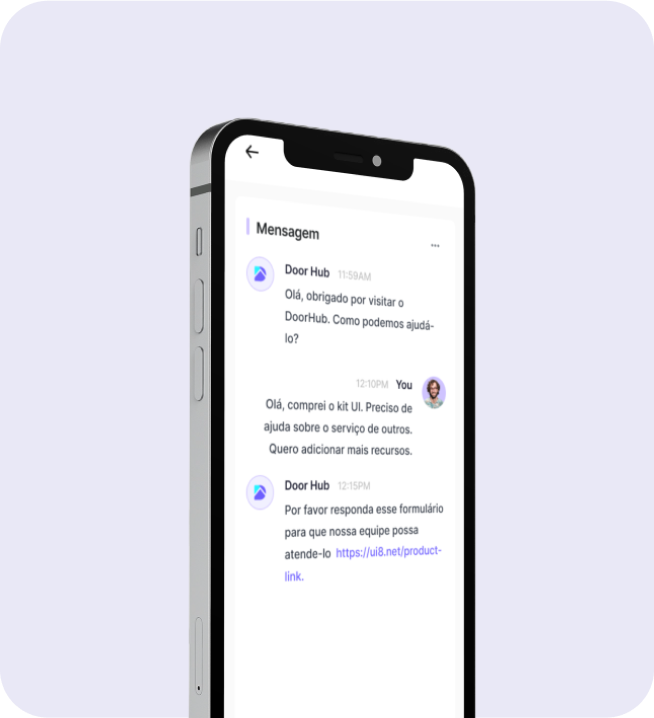 Mensagem
...
Door Hub 11:59AM
Olá, obrigado por visitar o
DoorHub. Como podemos ajudá-
lo?
12:10PM You
Olá, comprei o kit UI. Preciso de
ajuda sobre o serviço de outros.
Quero adicionar mais recursos.
Door Hub 12:15PM
Por favor responda esse formulário
para que nossa equipe possa
atende-lo https://ui8.net/product-
link.